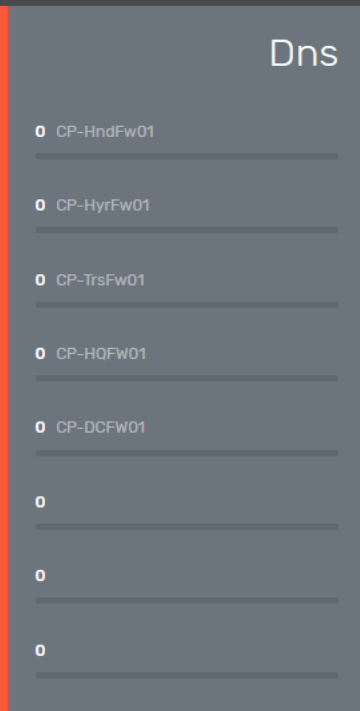 Dns
0 CP-HndFw01
0 CP-HyrFw01
0 CP-TrsFw01
0 CP-HQFW01
0 CP-DCFW01
0
0
0